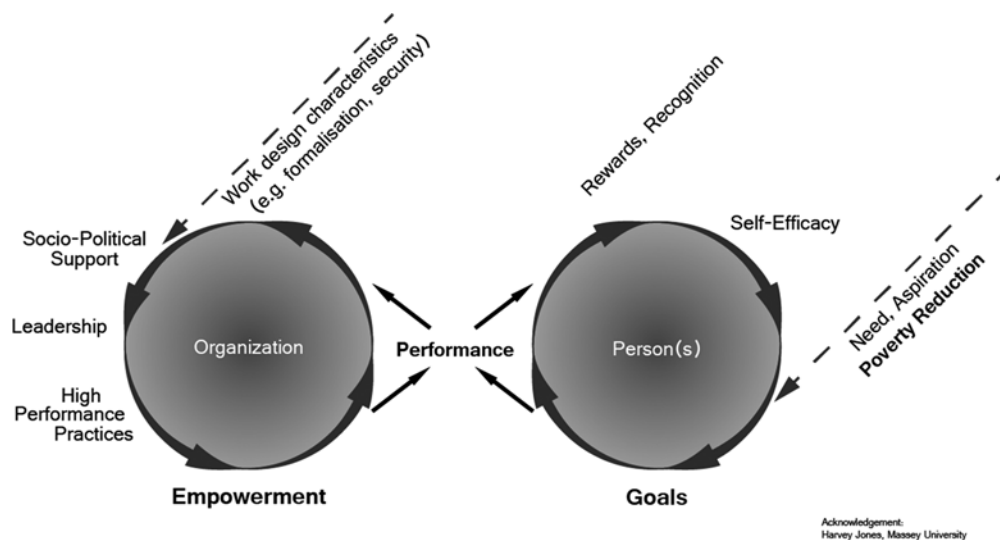 Work design characteristics
(e.g. formalisation, security)
Rewards, Recognition
Socio-Political
Support
Self-Efficacy
Need, Aspiration
Poverty Reduction
Leadership
Organization
Performance
Person(s)
High
Performance
Practices
Empowerment
Goals
Acknowledgement:
Harvey Jones, Massey University